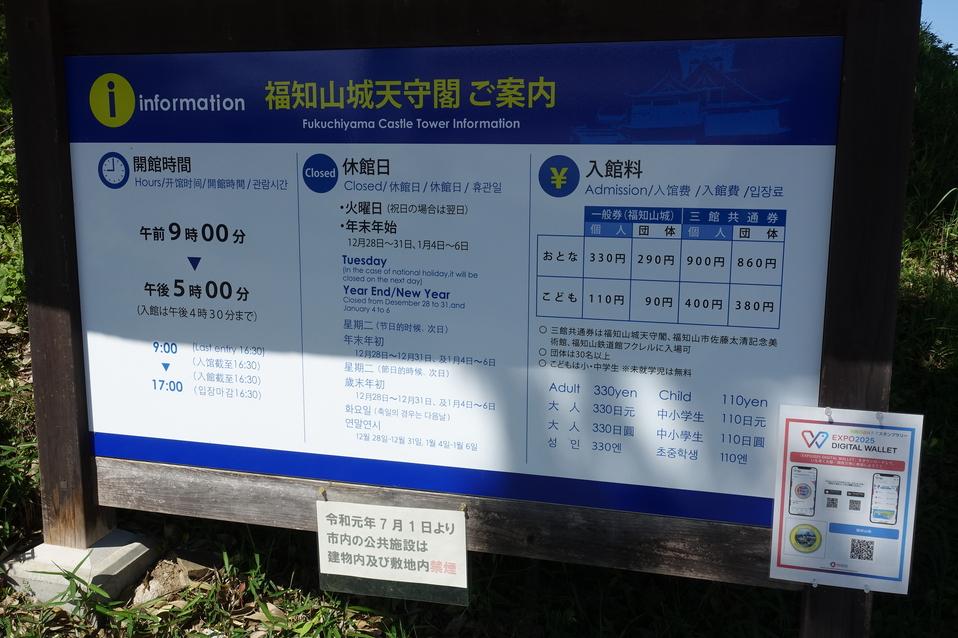 i information 福知山城天守閣 ご案内
Fukuchiyama Castle Tower Information
開館時間
Hours/开馆时间/開館時間/관람시간
午前9時00分
午後5時00分
(入館は午後4時30分まで)
9:00 (Last entry 16:30)
(入馆截至16:30)
(入館截至16:30)
17:00 (입장마감16:30)
Closed 休館日
Closed/休馆日/休館日/휴관일
・火曜日 (祝日の場合は翌日)
・年末年始
12月28日〜31日、1月4日〜6日
Tuesday
(In the case of national holiday,it will be
closed on the next day)
Year End/New Year
Closed from Desember 28 to 31,and
January 4 to 6
星期二 (节日的时候、次日)
年末年初
12月28日〜12月31日、及1月4日〜6日
星期二 (節日的時候、次日)
歳末年初
12月28日〜12月31日、及1月4日〜6日
화요일 (축일의 경우는 다음날)
연말연시
12월 28일-12월 31일, 1월 4일-1월 6일
¥ 入館料
Admission/入馆费/入館費/입장료
一般券(福知山城) 三館共通券
個人 団体 個人 団体
おとな 330円 290円 900円 860円
こども 110円 90円 400円 380円
○ 三館共通券は福知山城天守閣、福知山市佐藤太清記念美
術館、福知山鉄道館フクレルに入場可
○ 団体は30名以上
○ こどもは小・中学生 ※未就学児は無料
Adult 330yen Child 110yen
大人 330日元 中小学生 110日元
大人 330日圓 中小學生 110日圓
성인 330엔 초중학생 110엔
令和元年7月1日より
市内の公共施設は
建物内及び敷地内禁煙
EXPO2025
DIGITAL WALLET